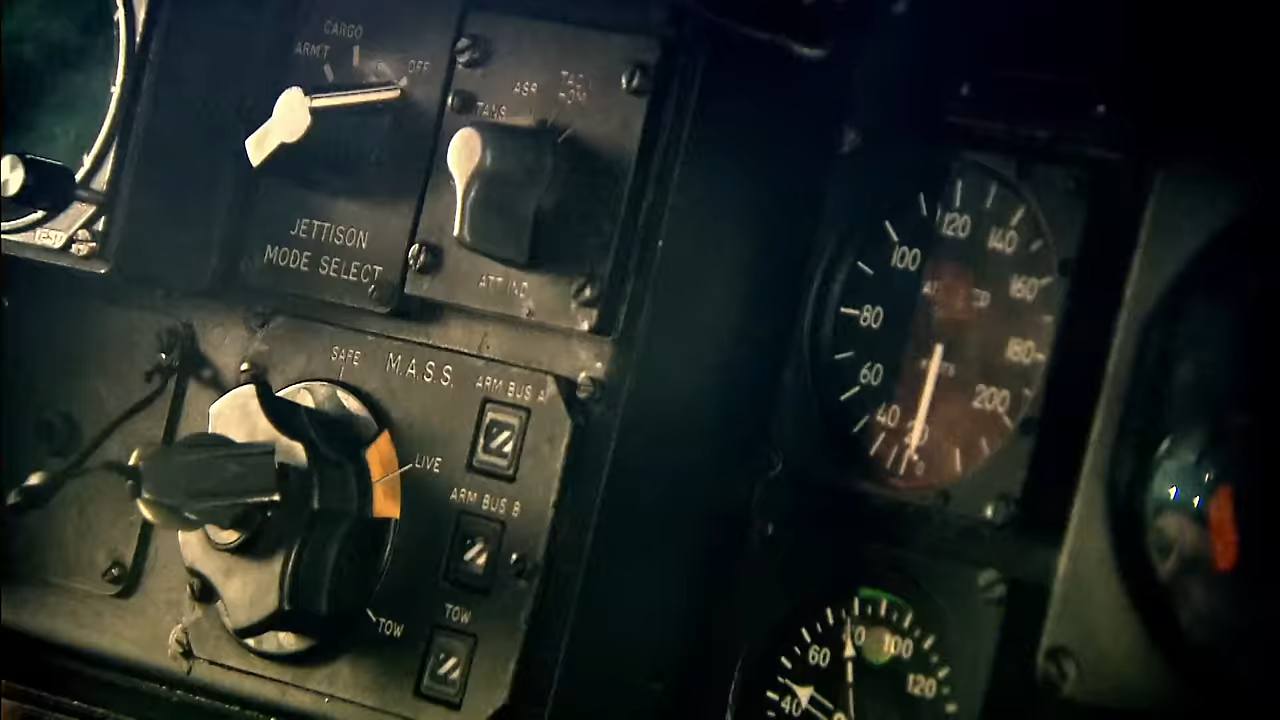 CARGO
ARMT
OFF
JETTISON
MODE SELECT
TANS
ASR
ATT IND
SAFE
M.A.S.S.
ARM BUS A
LIVE
ARM BUS B
TOW
TOW
120
140
100
160
80
180
60
200
40
60
100
120
40